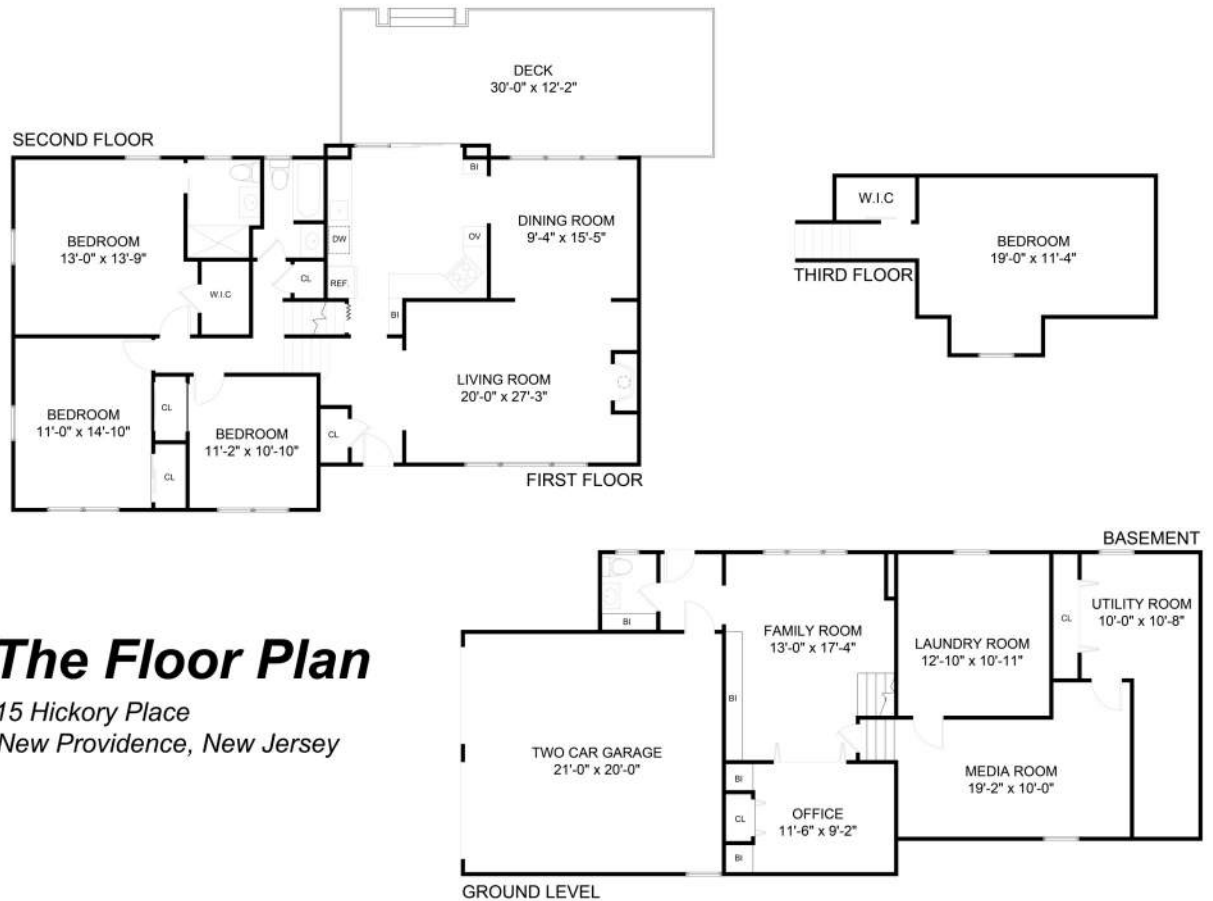 DECK
30'-0" x 12'-2"
SECOND FLOOR
BI
W.I.C
BEDROOM
13'-0" x 13'-9"
DINING ROOM
9'-4" x 15'-5"
DW
OV
BEDROOM
19'-0" x 11'-4"
THIRD FLOOR
CL
REF.
W.I.C
BI
LIVING ROOM
20'-0" x 27'-3"
BEDROOM
11'-0" x 14'-10"
CL
BEDROOM
11'-2" x 10'-10"
CL
CL
FIRST FLOOR
BASEMENT
The Floor Plan
15 Hickory Place
New Providence, New Jersey
BI
FAMILY ROOM
13'-0" x 17'-4"
LAUNDRY ROOM
12'-10" x 10'-11"
CL
UTILITY ROOM
10'-0" x 10'-8"
BI
TWO CAR GARAGE
21'-0" x 20'-0"
MEDIA ROOM
19'-2" x 10'-0"
BI
CL
OFFICE
11'-6" x 9'-2"
BI
GROUND LEVEL